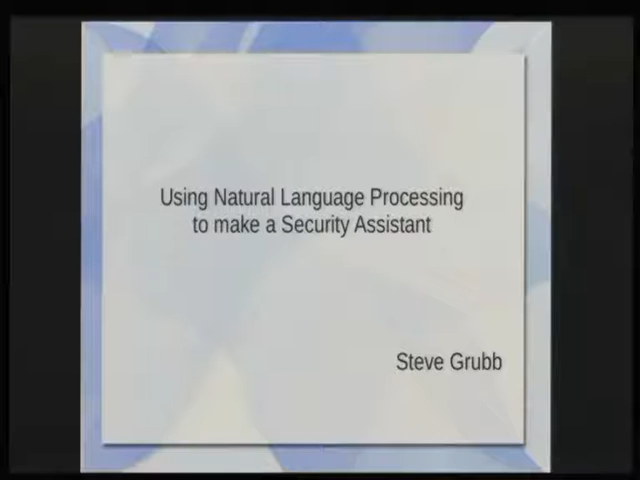 Using Natural Language Processing
to make a Security Assistant
Steve Grubb